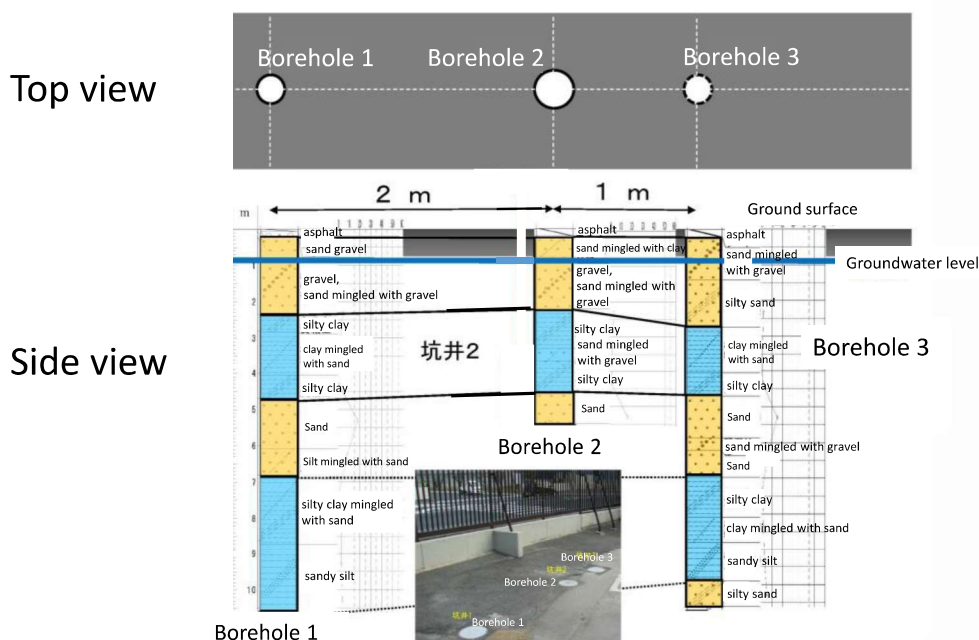 Top view
Borehole 1
Borehole 2
Borehole 3
2 m
1 m
m
Ground surface
Groundwater level
asphalt
sand gravel
gravel,
sand mingled with gravel
silty clay
clay mingled
with sand
silty clay
Sand
Silt mingled with sand
silty clay mingled
with sand
sandy silt
Borehole 1
Side view
坑井2
asphalt
sand mingled with clay
gravel,
sand mingled with
gravel
silty clay
sand mingled
with gravel
silty clay
Sand
Borehole 2
asphalt
sand mingled
with gravel
silty sand
clay mingled
with sand
silty clay
Sand
sand mingled with gravel
Sand
silty clay
clay mingled with sand
sandy silt
silty sand
Borehole 3
1
2
3
4
5
6
7
8
9
10
Borehole 3
坑井2
Borehole 2
坑井1
Borehole 1